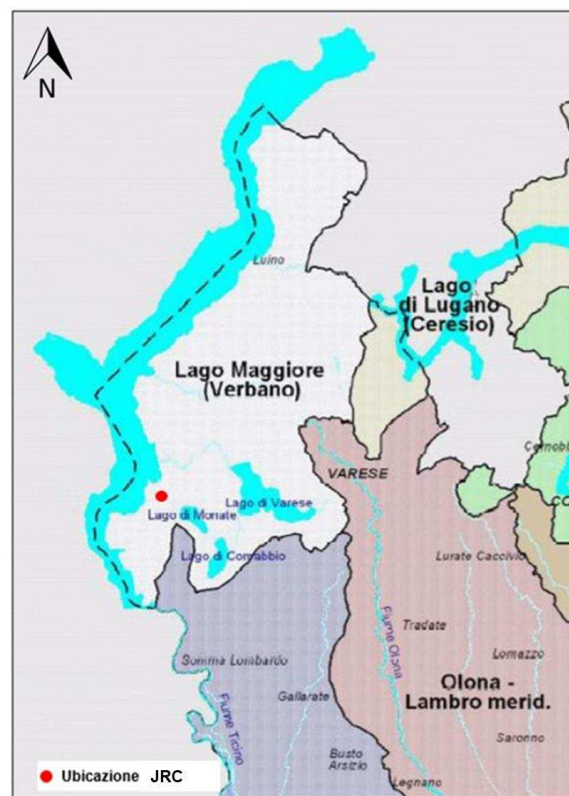 N
Luino
Lago
di Lugano
(Ceresio)
Lago Maggiore
(Verbano)
VARESE
Cernobl
Lago di Varese
Lago di Monate
CO
Lago di Comabbio
Lurate Caccivio
Fiume Olona
Tradate
Lomazzo
Somma Lombardo
Olona -
Lambro merid.
Gallarate
Fiume Ticino
Saronno
Busto
Arsizio
Legnano
Ubicazione JRC